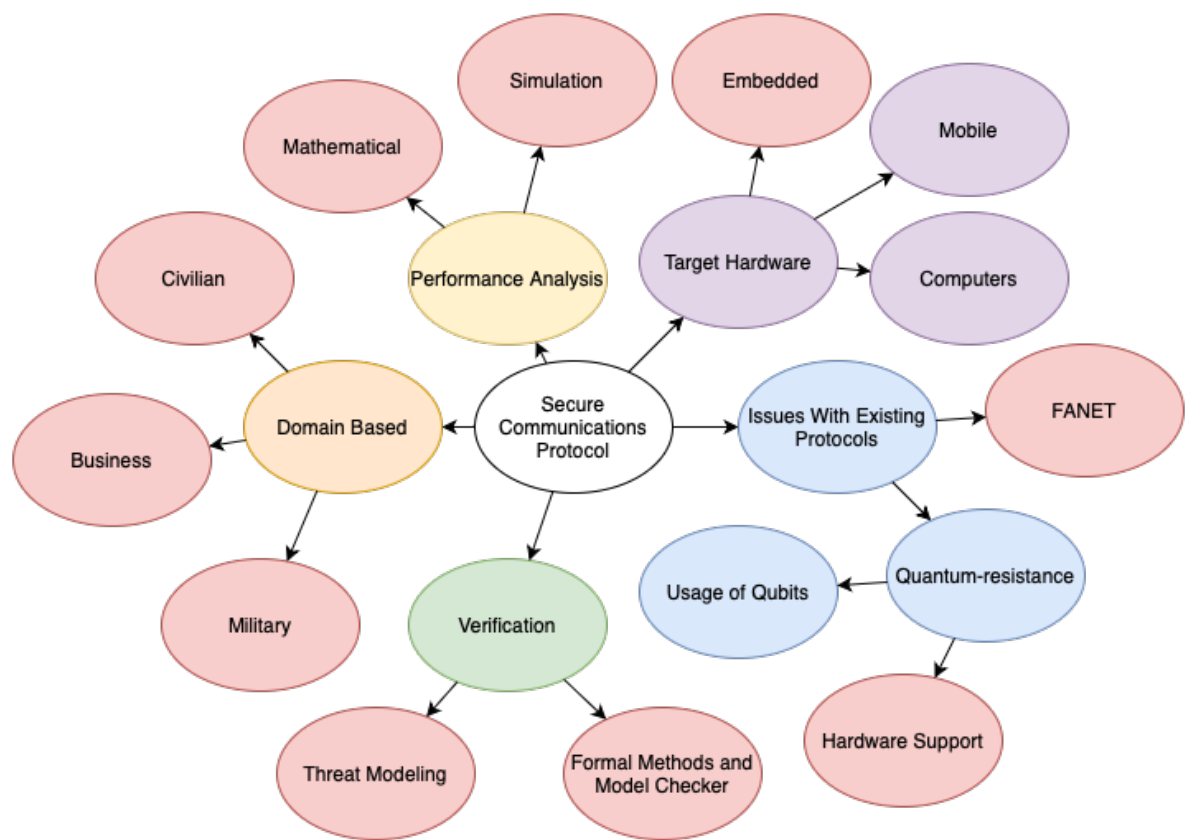 Simulation
Embedded
Mobile
Mathematical
Target Hardware
Civilian
Performance Analysis
Computers
Secure
Communications
Protocol
Domain Based
Issues With Existing
Protocols
FANET
Business
Usage of Qubits
Quantum-resistance
Military
Verification
Hardware Support
Threat Modeling
Formal Methods and
Model Checker